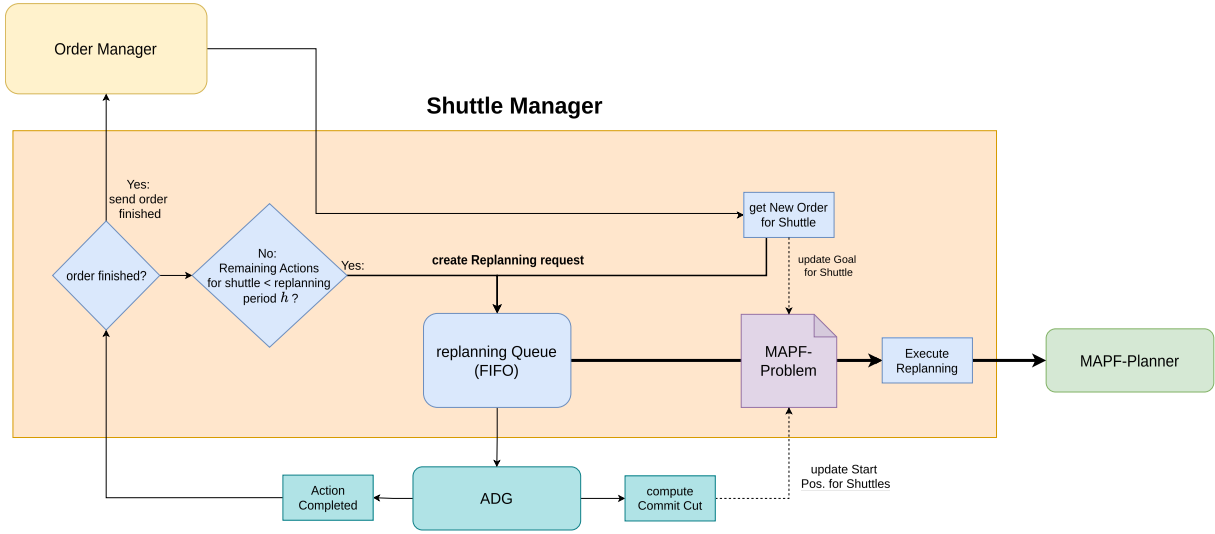 Order Manager
Shuttle Manager
Yes:
send order
finished
get New Order
for Shuttle
order finished?
No:
Remaining Actions
for shuttle < replanning
period h ?
Yes:
create Replanning request
update Goal
for Shuttle
replanning Queue
(FIFO)
MAPF-
Problem
Execute
Replanning
MAPF-Planner
Action
Completed
ADG
compute
Commit Cut
update Start
Pos. for Shuttles